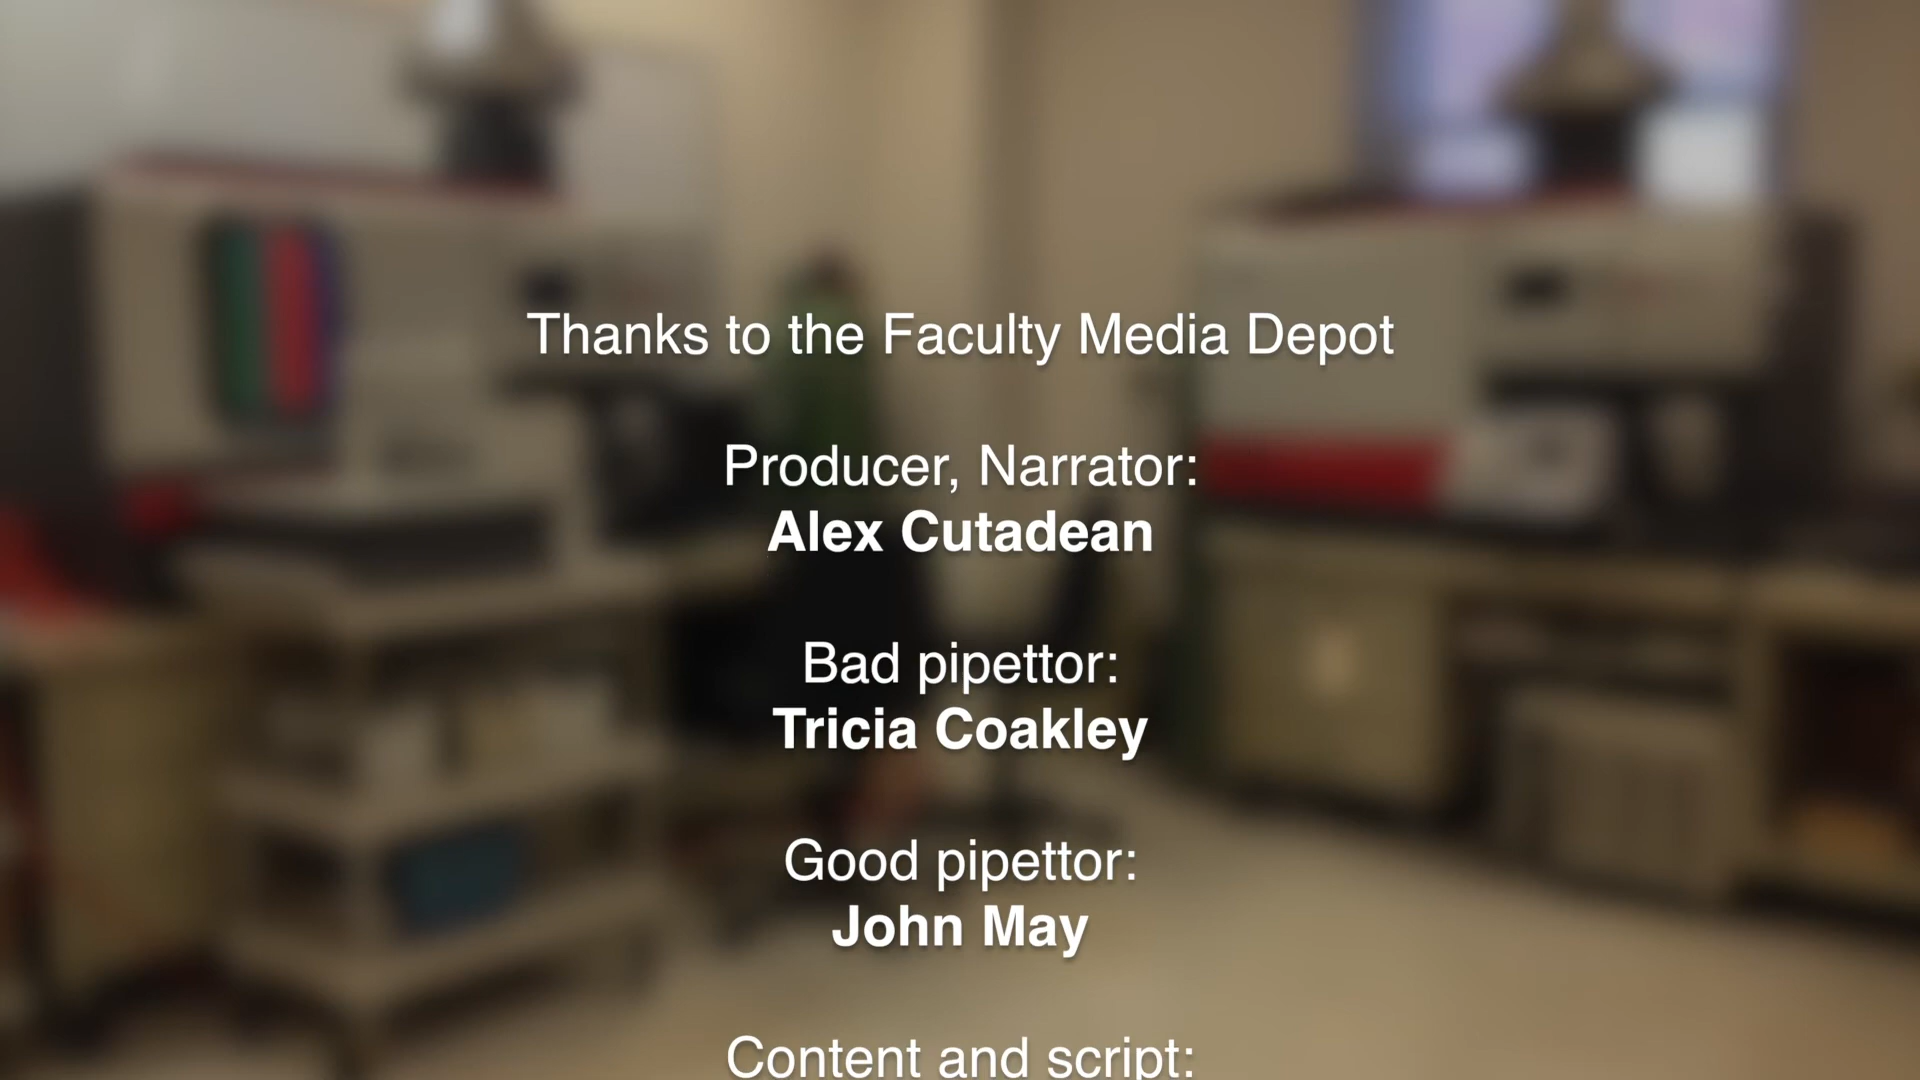 Thanks to the Faculty Media Depot
Producer, Narrator:
Alex Cutadean
Bad pipettor:
Tricia Coakley
Good pipettor:
John May
Content and script: